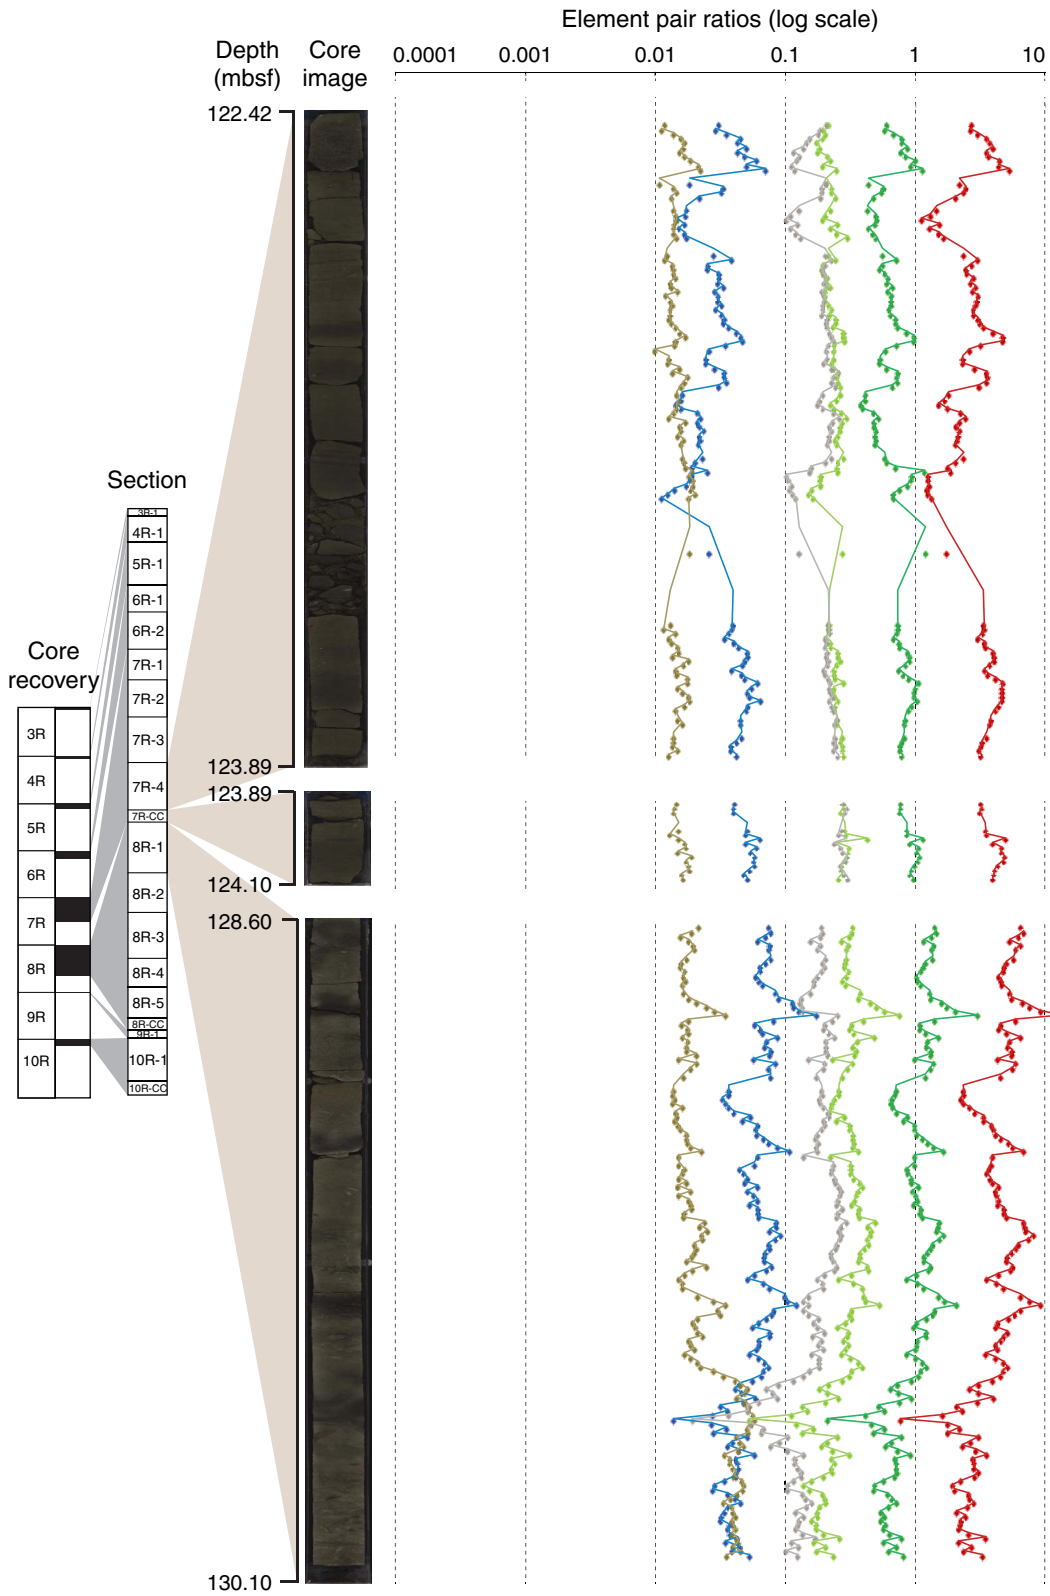 Element pair ratios (log scale)
Depth
(mbsf)
Core
image
0.0001 0.001 0.01 0.1 1 10
122.42
Section
3R-1
4R-1
5R-1
6R-1
6R-2
7R-1
7R-2
7R-3
7R-4
7R-CC
8R-1
8R-2
8R-3
8R-4
8R-5
8R-CC
9R-1
10R-1
10R-CC
Core
recovery
3R
4R
5R
6R
7R
8R
9R
10R
123.89
123.89
124.10
128.60
130.10